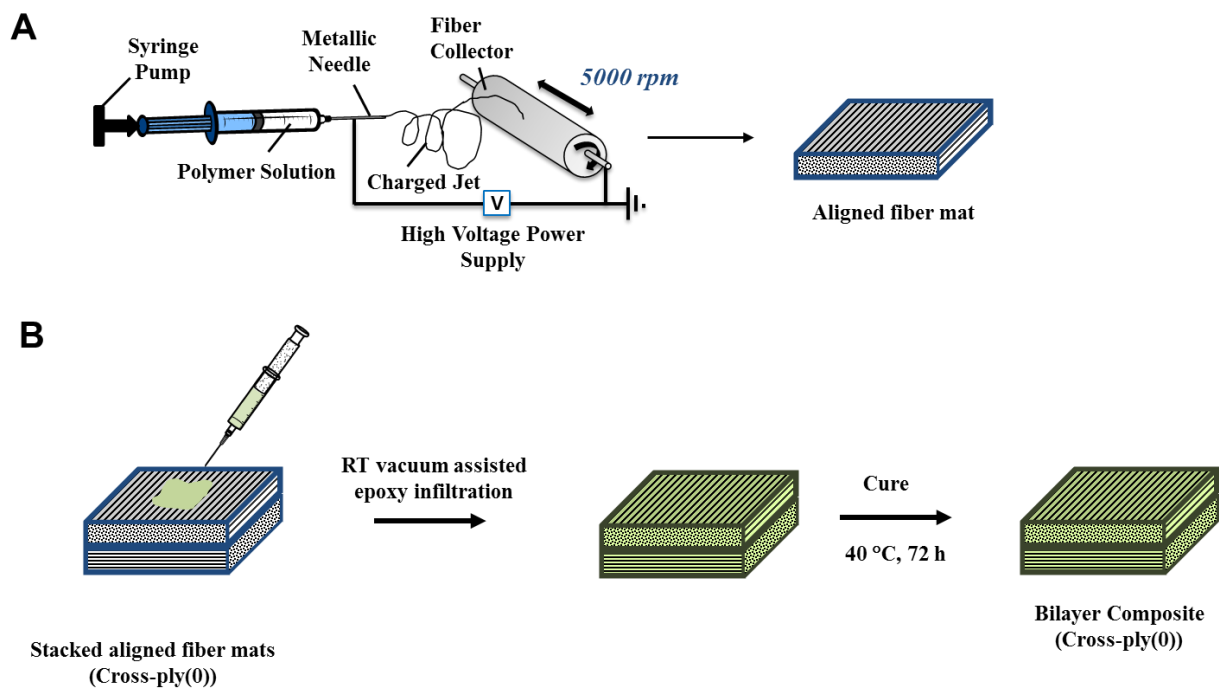 A
Syringe
Pump
Metallic
Needle
Fiber
Collector
5000 rpm
Polymer Solution
Charged Jet
V
High Voltage Power
Supply
Aligned fiber mat
B
RT vacuum assisted
epoxy infiltration
Cure
40 °C, 72 h
Stacked aligned fiber mats
(Cross-ply(0))
Bilayer Composite
(Cross-ply(0))